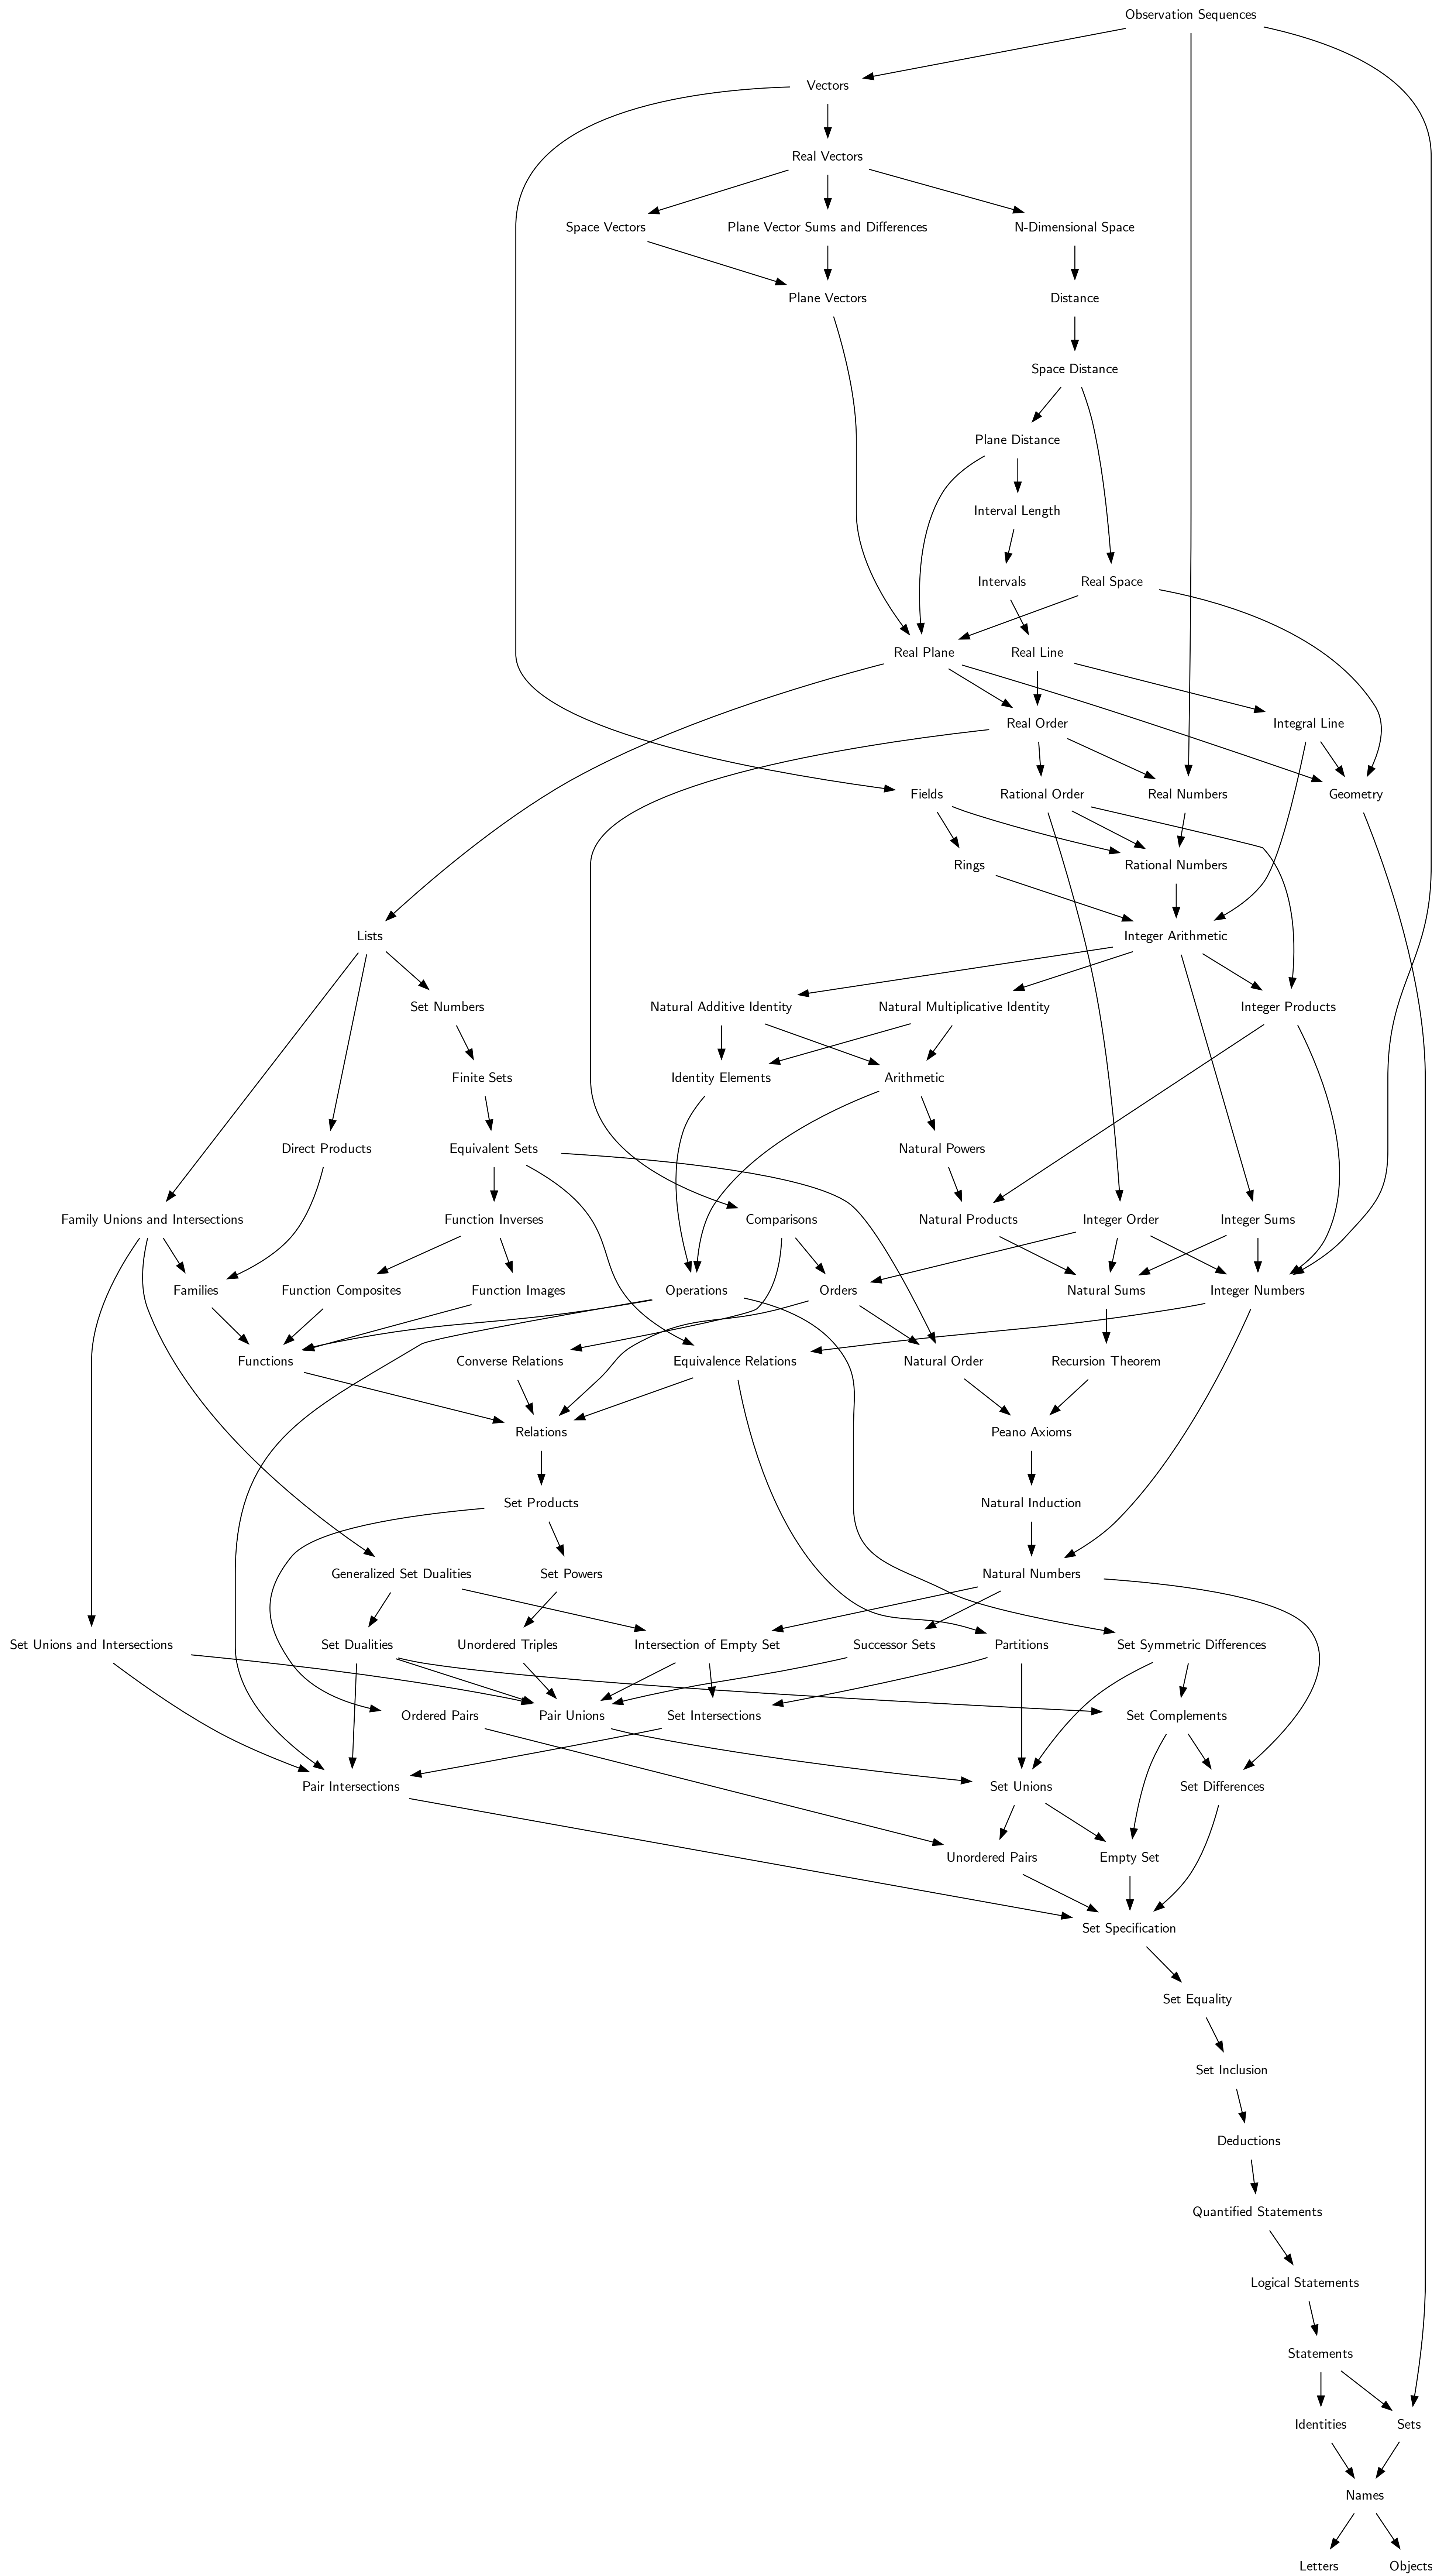 Observation Sequences
Vectors
Real Vectors
Space Vectors
Plane Vector Sums and Differences
N-Dimensional Space
Plane Vectors
Distance
Space Distance
Plane Distance
Interval Length
Intervals
Real Space
Real Plane
Real Line
Real Order
Integral Line
Fields
Rational Order
Real Numbers
Geometry
Rings
Rational Numbers
Lists
Integer Arithmetic
Set Numbers
Natural Additive Identity
Natural Multiplicative Identity
Integer Products
Finite Sets
Identity Elements
Arithmetic
Direct Products
Equivalent Sets
Natural Powers
Family Unions and Intersections
Function Inverses
Comparisons
Natural Products
Integer Order
Integer Sums
Families
Function Composites
Function Images
Operations
Orders
Natural Sums
Integer Numbers
Functions
Converse Relations
Equivalence Relations
Natural Order
Recursion Theorem
Relations
Peano Axioms
Set Products
Natural Induction
Generalized Set Dualities
Set Powers
Natural Numbers
Set Unions and Intersections
Set Dualities
Unordered Triples
Intersection of Empty Set
Successor Sets
Partitions
Set Symmetric Differences
Ordered Pairs
Pair Unions
Set Intersections
Set Complements
Pair Intersections
Set Unions
Set Differences
Unordered Pairs
Empty Set
Set Specification
Set Equality
Set Inclusion
Deductions
Quantified Statements
Logical Statements
Statements
Identities
Sets
Names
Letters
Objects